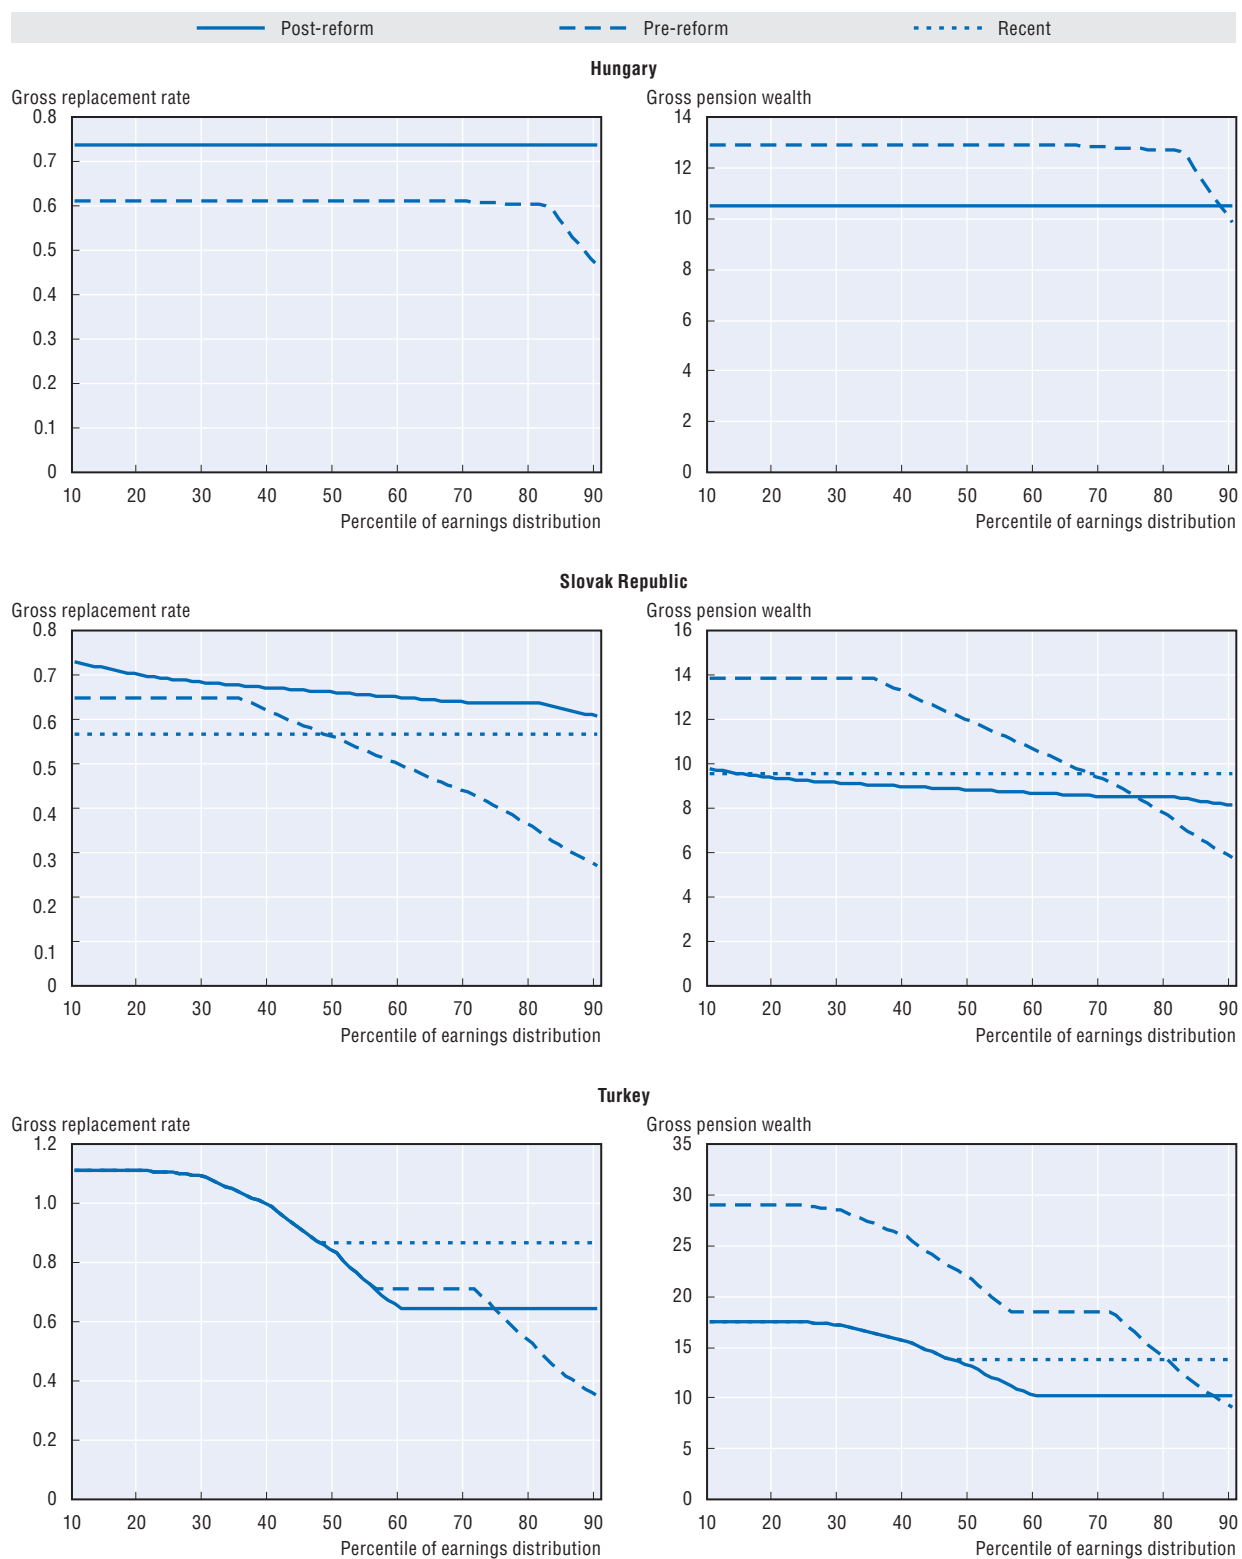 Post-reform Pre-reform Recent
Hungary
Gross replacement rate
0.8
0.7
0.6
0.5
0.4
0.3
0.2
0.1
0
10 20 30 40 50 60 70 80 90
Percentile of earnings distribution
Gross pension wealth
14
12
10
8
6
4
2
0
10 20 30 40 50 60 70 80 90
Percentile of earnings distribution
Slovak Republic
Gross replacement rate
0.8
0.7
0.6
0.5
0.4
0.3
0.2
0.1
0
10 20 30 40 50 60 70 80 90
Percentile of earnings distribution
Gross pension wealth
16
14
12
10
8
6
4
2
0
10 20 30 40 50 60 70 80 90
Percentile of earnings distribution
Turkey
Gross replacement rate
1.2
1.0
0.8
0.6
0.4
0.2
0
10 20 30 40 50 60 70 80 90
Percentile of earnings distribution
Gross pension wealth
35
30
25
20
15
10
5
0
10 20 30 40 50 60 70 80 90
Percentile of earnings distribution